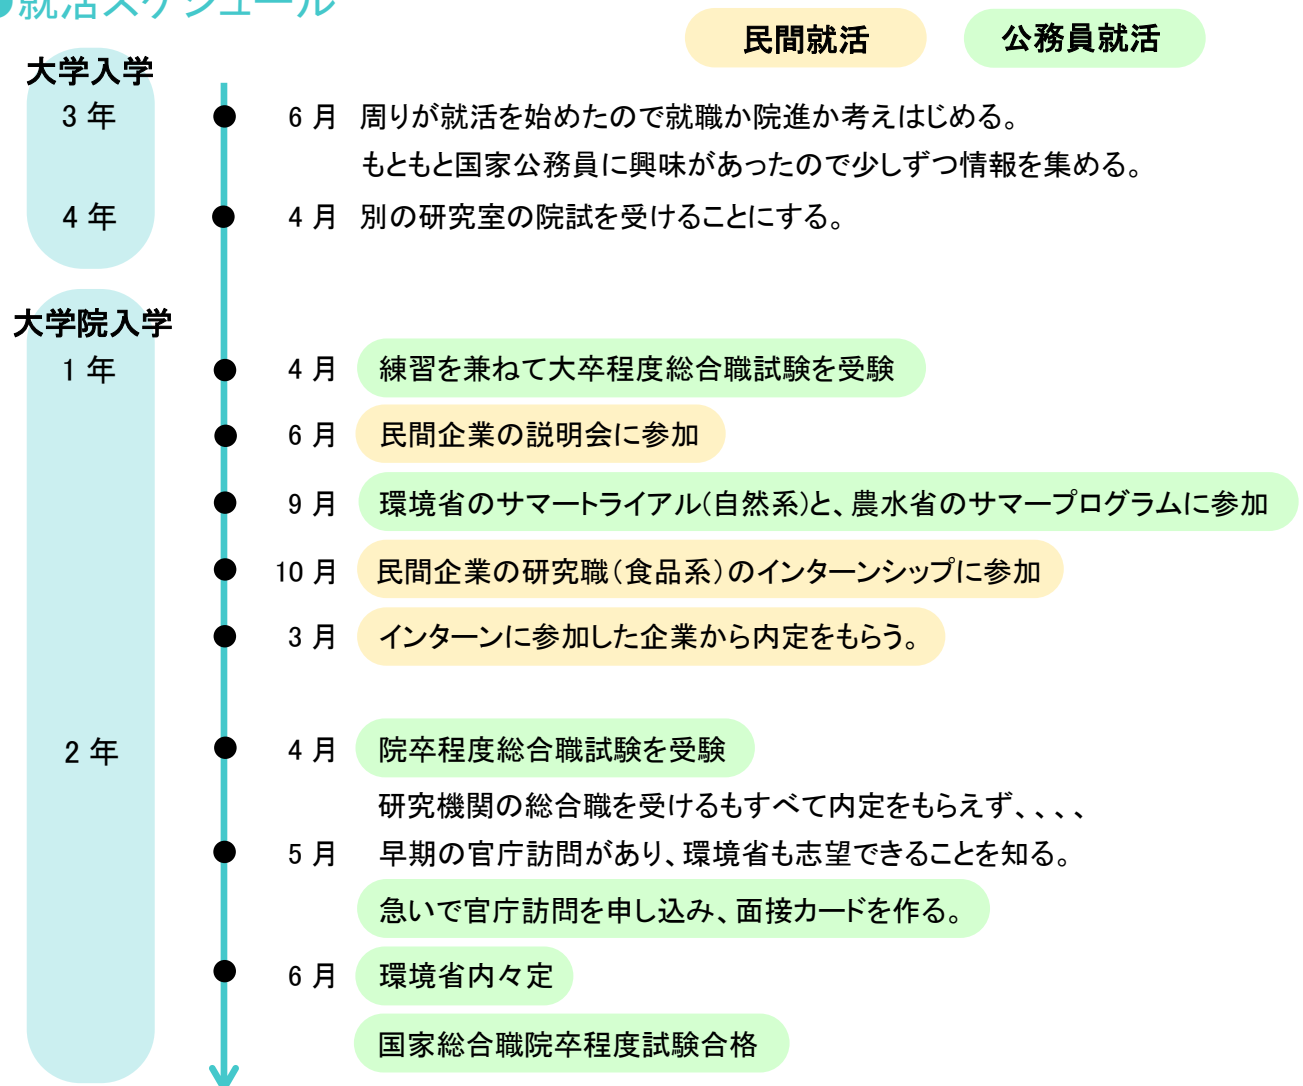 ●就活スケジュール
民間就活 公務員就活
大学入学
3 年 6 月 周りが就活を始めたので就職か院進か考えはじめる。
もともと国家公務員に興味があったので少しずつ情報を集める。
4 年 4 月 別の研究室の院試を受けることにする。
大学院入学
1 年 4 月 練習を兼ねて大卒程度総合職試験を受験
6 月 民間企業の説明会に参加
9 月 環境省のサマートライアル(自然系)と、農水省のサマープログラムに参加
10 月 民間企業の研究職(食品系)のインターンシップに参加
3 月 インターンに参加した企業から内定をもらう。
2 年 4 月 院卒程度総合職試験を受験
研究機関の総合職を受けるもすべて内定をもらえず、、、、
5 月 早期の官庁訪問があり、環境省も志望できることを知る。
急いで官庁訪問を申し込み、面接カードを作る。
6 月 環境省内々定
国家総合職院卒程度試験合格